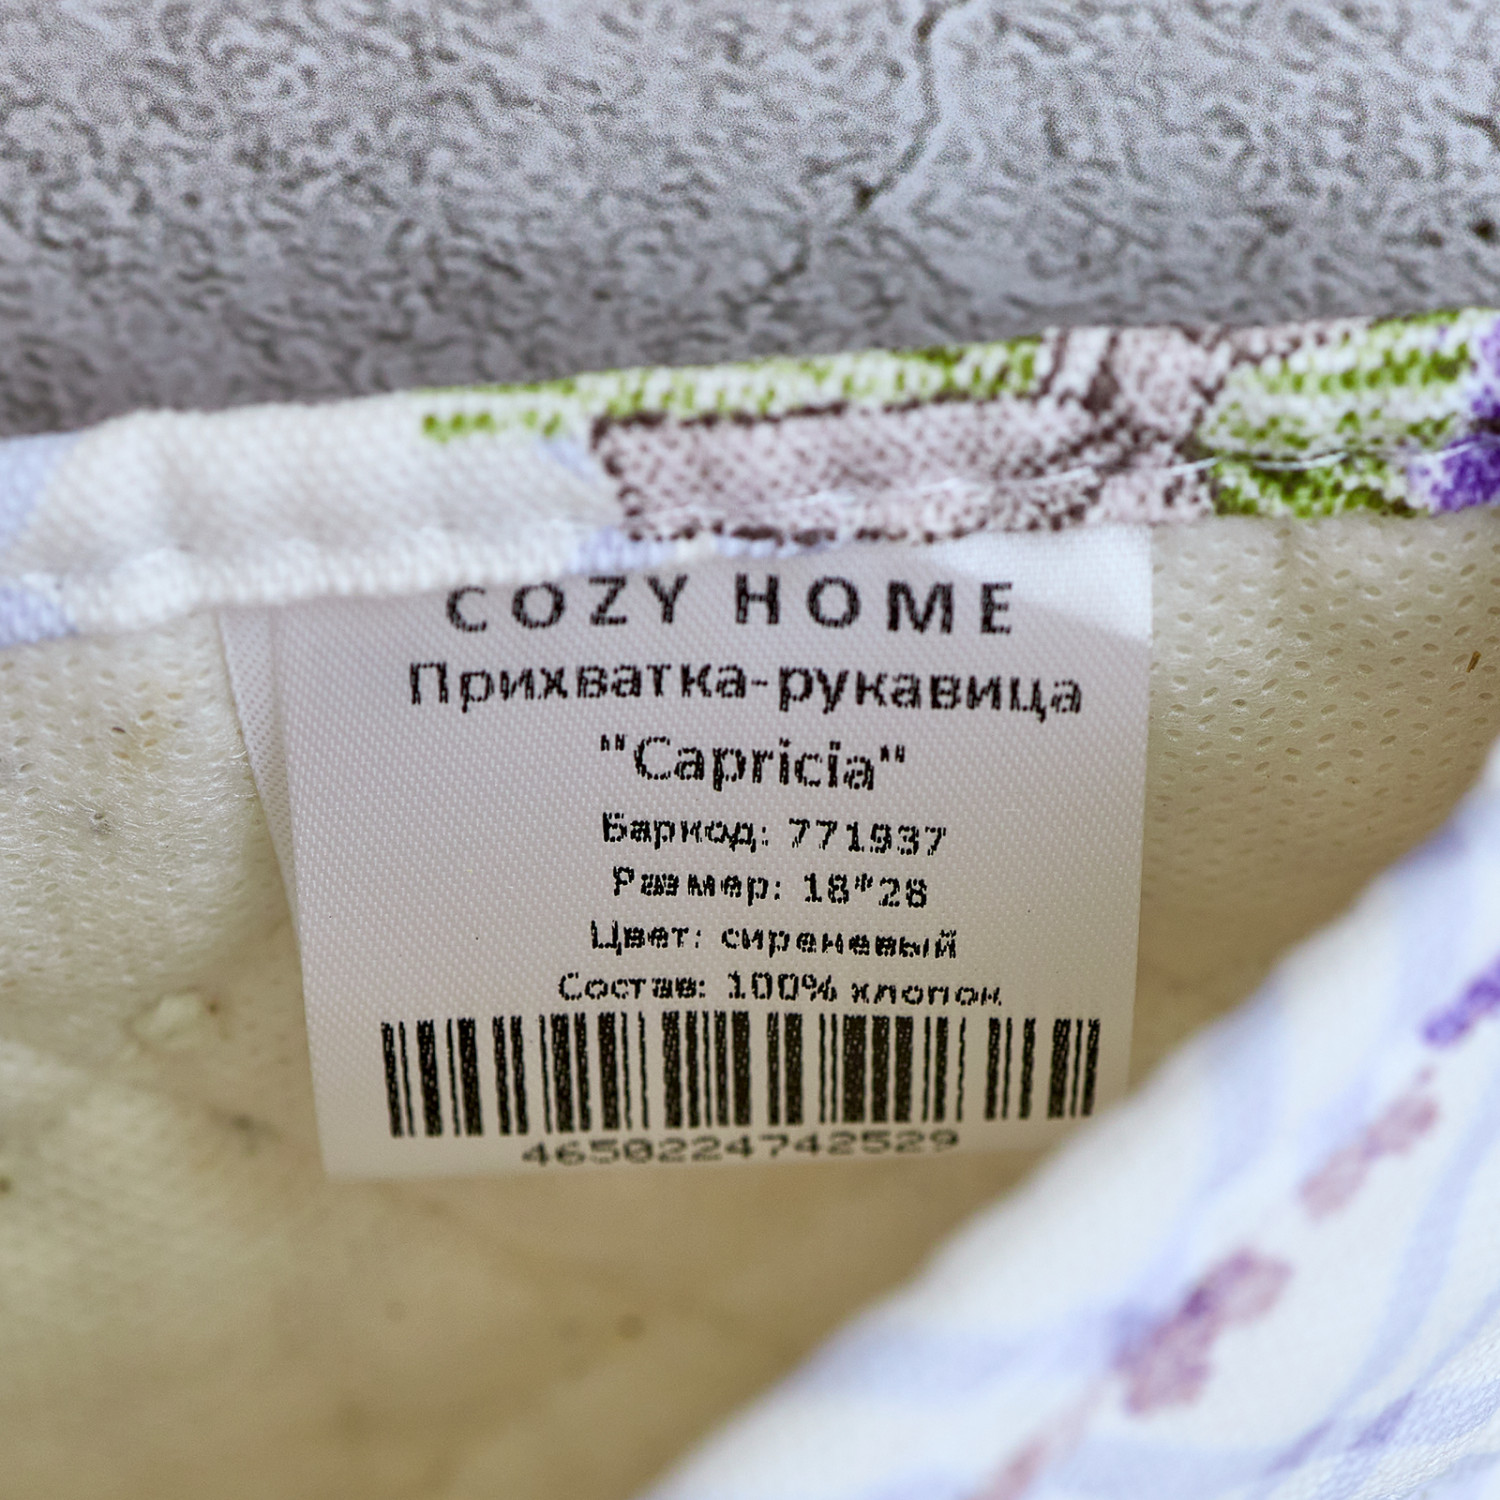 COZY HOME
Прихватка-рукавица
"Capricia"
Баркод: 771937
Размер: 18*28
Цвет: сиреневый
Состав: 100% хлопок
4650224742529